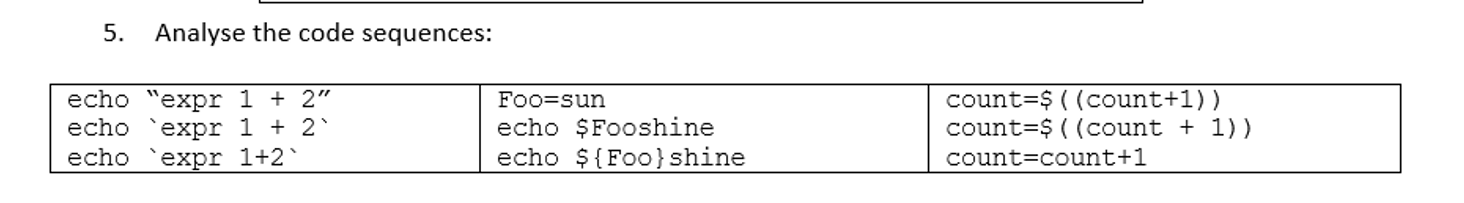 5. Analyse the code sequences:
echo “expr 1 + 2”
echo `expr 1 + 2`
echo `expr 1+2`
Foo=sun
echo $Fooshine
echo ${Foo}shine
count=$((count+1))
count=$((count + 1))
count=count+1